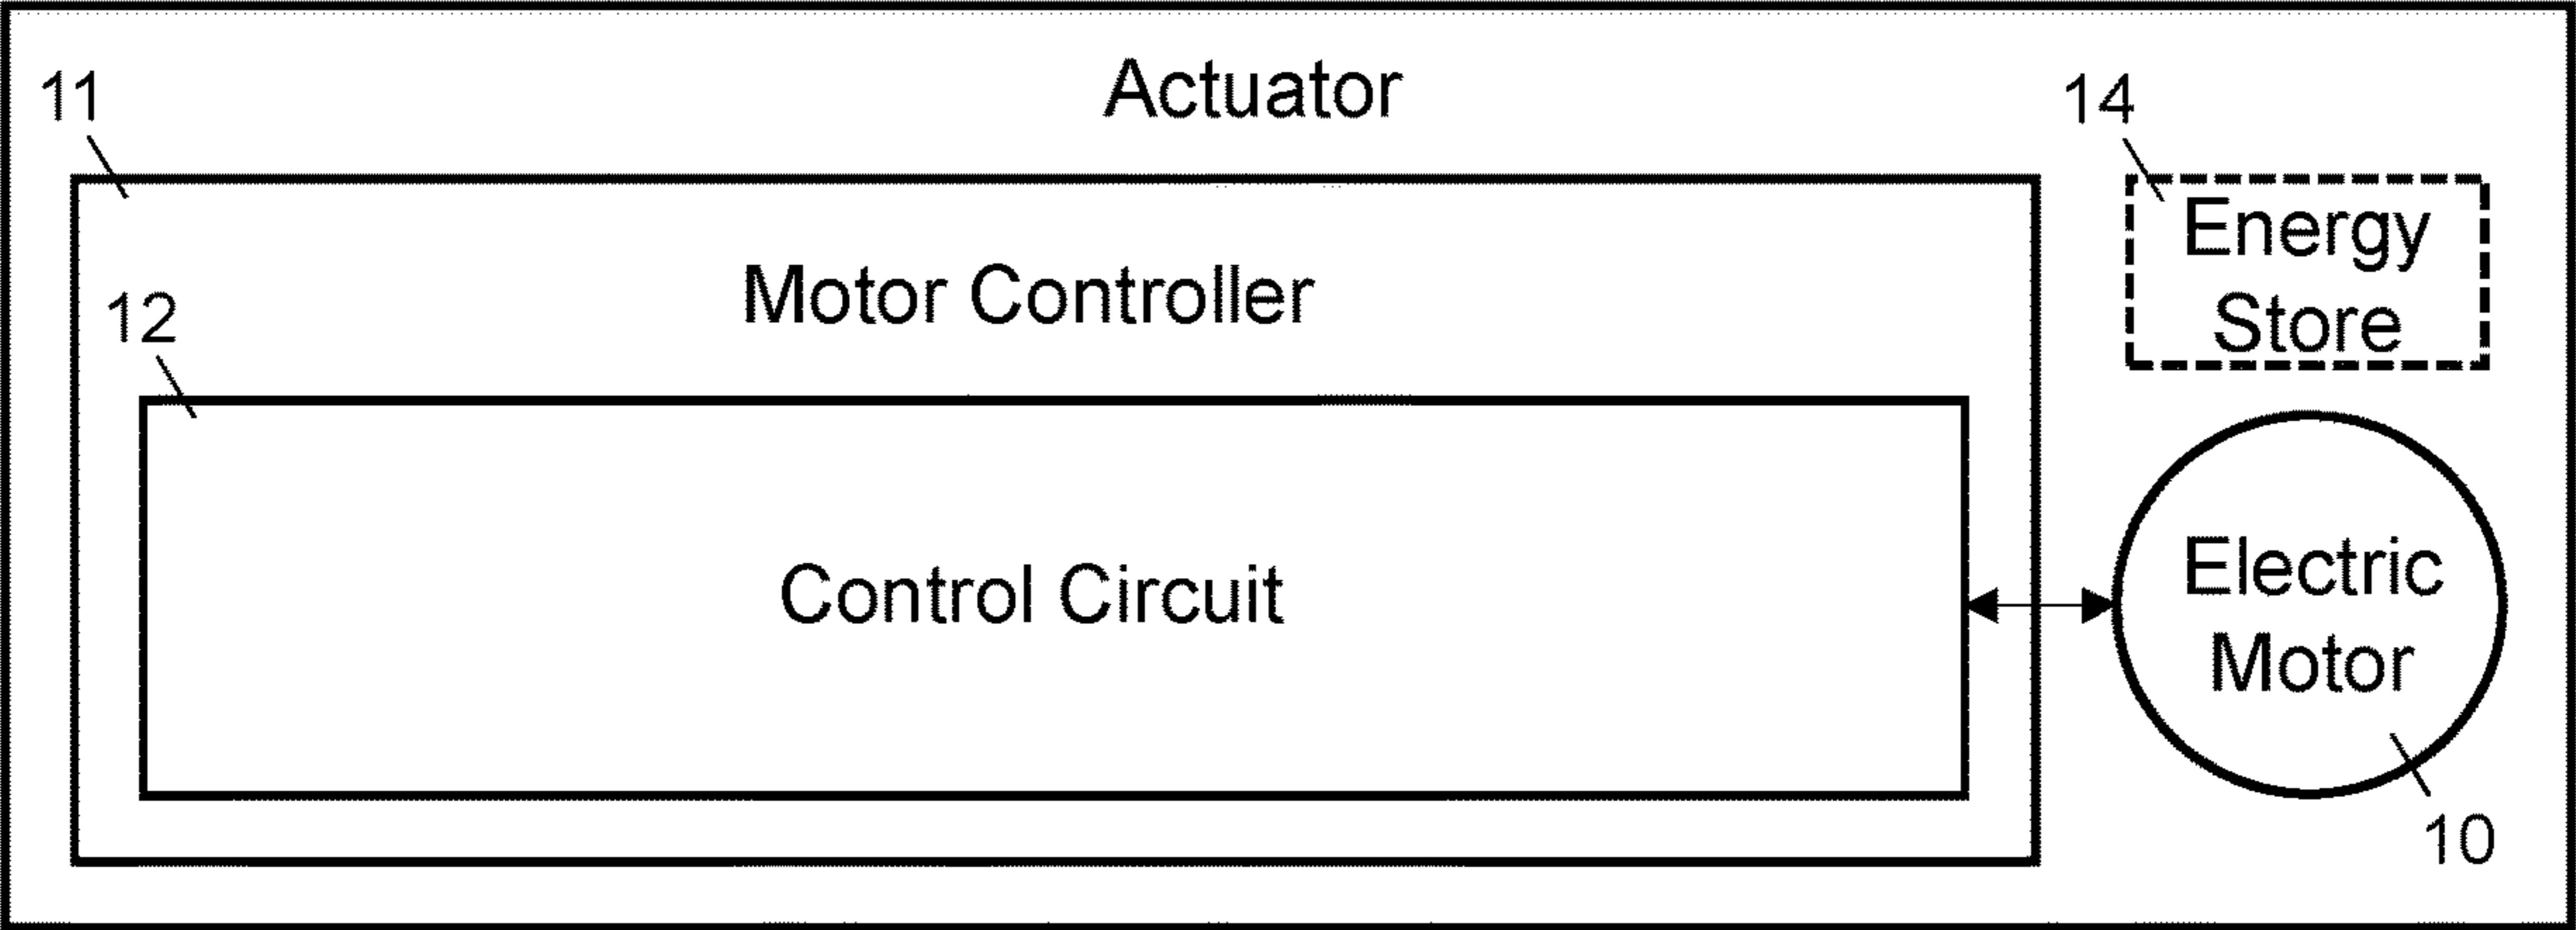 Actuator
11
14
Energy
Store
Motor Controller
12
Control Circuit
Electric
Motor
10